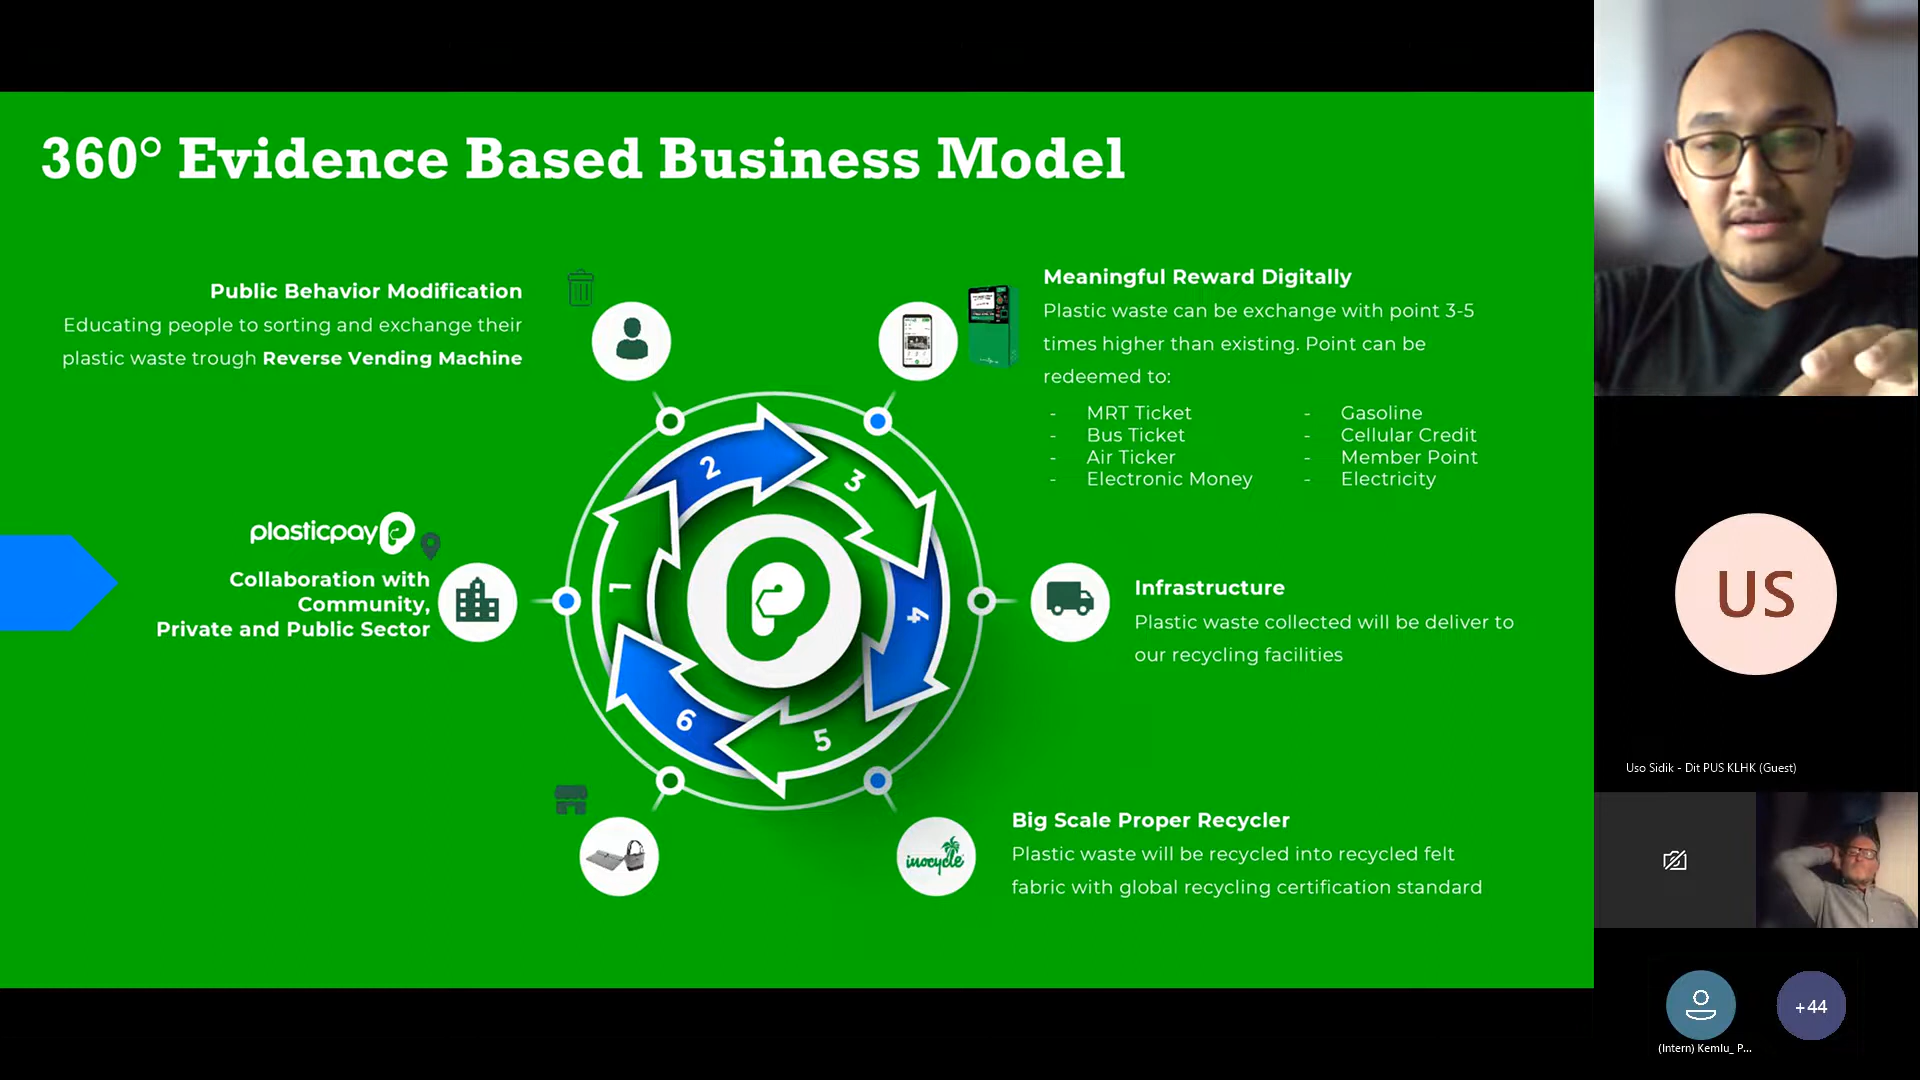 360° Evidence Based Business Model
Public Behavior Modification
Educating people to sorting and exchange their
plastic waste trough Reverse Vending Machine
Meaningful Reward Digitally
Plastic waste can be exchange with point 3-5
times higher than existing. Point can be
redeemed to:
- MRT Ticket
- Bus Ticket
- Air Ticker
- Electronic Money
- Gasoline
- Cellular Credit
- Member Point
- Electricity
plasticpay
Collaboration with
Community,
Private and Public Sector
1
2
3
4
5
6
Infrastructure
Plastic waste collected will be deliver to
our recycling facilities
Big Scale Proper Recycler
Plastic waste will be recycled into recycled felt
fabric with global recycling certification standard
inocycle
US
Uso Sidik - Dit PUS KLHK (Guest)
+44
(Intern) Kemlu_ P...